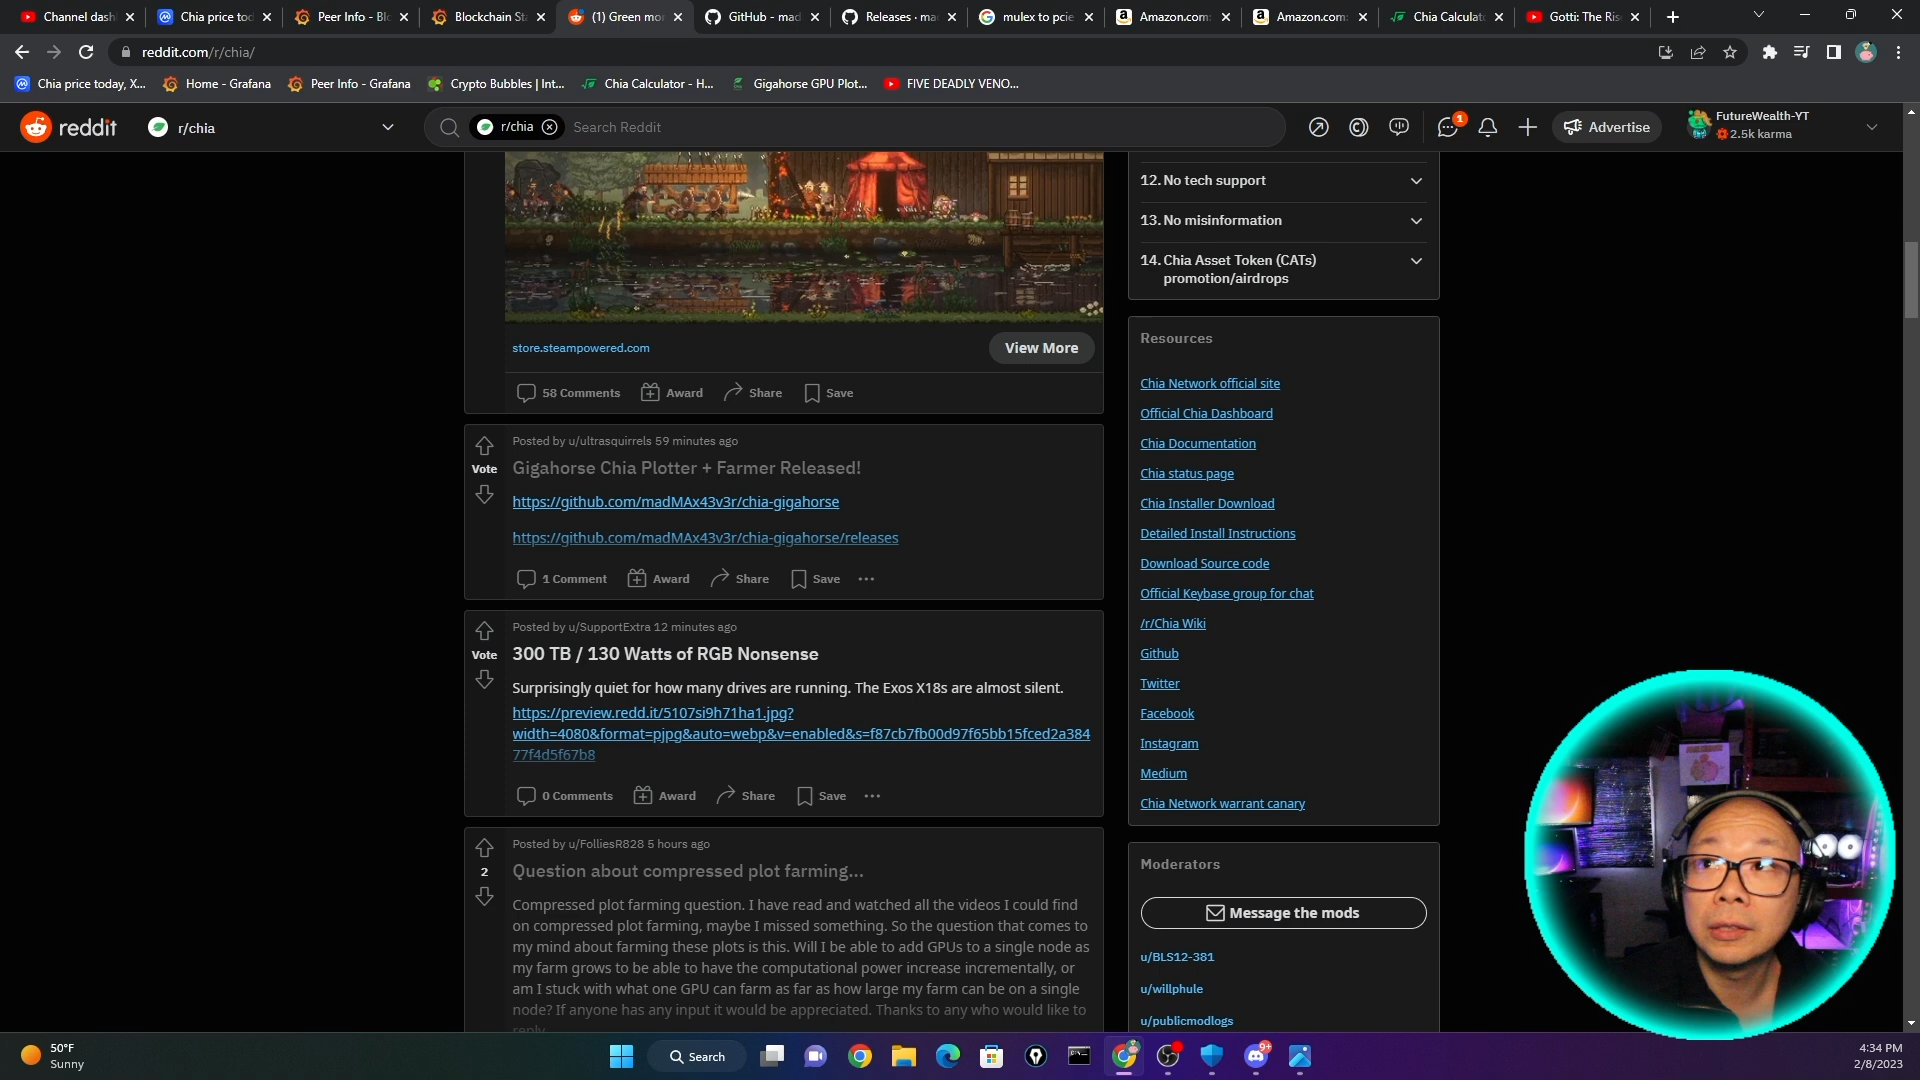 Channel dash
Chia price tod
Peer Info - Blo
Blockchain Sta
(1) Green mon
GitHub - mad
Releases · ma
mulex to pcie
Amazon.com:
Amazon.com:
Chia Calculat
Gotti: The Ris
reddit.com/r/chia/
Chia price today, X...
Home - Grafana
Peer Info - Grafana
Crypto Bubbles | Int...
Chia Calculator - H...
Gigahorse GPU Plot...
FIVE DEADLY VENO...
reddit
r/chia
r/chia
Search Reddit
1
Advertise
FutureWealth-YT
2.5k karma
store.steampowered.com
View More
58 Comments
Award
Share
Save
Posted by u/ultrasquirrels 59 minutes ago
Vote
Gigahorse Chia Plotter + Farmer Released!
https://github.com/madMAx43v3r/chia-gigahorse
https://github.com/madMAx43v3r/chia-gigahorse/releases
1 Comment
Award
Share
Save
Posted by u/SupportExtra 12 minutes ago
Vote
300 TB / 130 Watts of RGB Nonsense
Surprisingly quiet for how many drives are running. The Exos X18s are almost silent.
https://preview.redd.it/5107si9h71ha1.jpg?
width=4080&format=pjpg&auto=webp&v=enabled&s=f87cb7fb00d97f65bb15fced2a384
77f4d5f67b8
0 Comments
Award
Share
Save
Posted by u/FolliesR828 5 hours ago
2
Question about compressed plot farming...
Compressed plot farming question. I have read and watched all the videos I could find
on compressed plot farming, maybe I missed something. So the question that comes to
my mind about farming these plots is this. Will I be able to add GPUs to a single node as
my farm grows to be able to have the computational power increase incrementally, or
am I stuck with what one GPU can farm as far as how large my farm can be on a single
node? If anyone has any input it would be appreciated. Thanks to any who would like to
reply.
12. No tech support
13. No misinformation
14. Chia Asset Token (CATs)
promotion/airdrops
Resources
Chia Network official site
Official Chia Dashboard
Chia Documentation
Chia status page
Chia Installer Download
Detailed Install Instructions
Download Source code
Official Keybase group for chat
/r/Chia Wiki
Github
Twitter
Facebook
Instagram
Medium
Chia Network warrant canary
Moderators
Message the mods
u/BLS12-381
u/willphule
u/publicmodlogs
50°F
Sunny
Search
9+
4:34 PM
2/8/2023